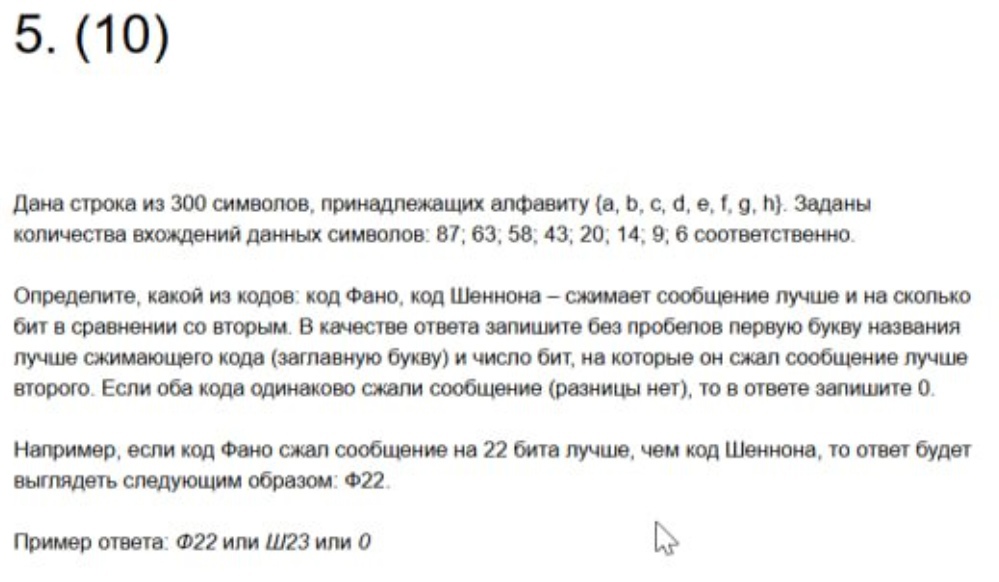 5. (10)
Дана строка из 300 символов, принадлежащих алфавиту {a, b, c, d, e, f, g, h}. Заданы
количества вхождений данных символов: 87; 63; 58; 43; 20; 14; 9; 6 соответственно.
Определите, какой из кодов: код Фано, код Шеннона – сжимает сообщение лучше и на сколько
бит в сравнении со вторым. В качестве ответа запишите без пробелов первую букву названия
лучше сжимающего кода (заглавную букву) и число бит, на которые он сжал сообщение лучше
второго. Если оба кода одинаково сжали сообщение (разницы нет), то в ответе запишите 0.
Например, если код Фано сжал сообщение на 22 бита лучше, чем код Шеннона, то ответ будет
выглядеть следующим образом: Ф22.
Пример ответа: Ф22 или Ш23 или 0